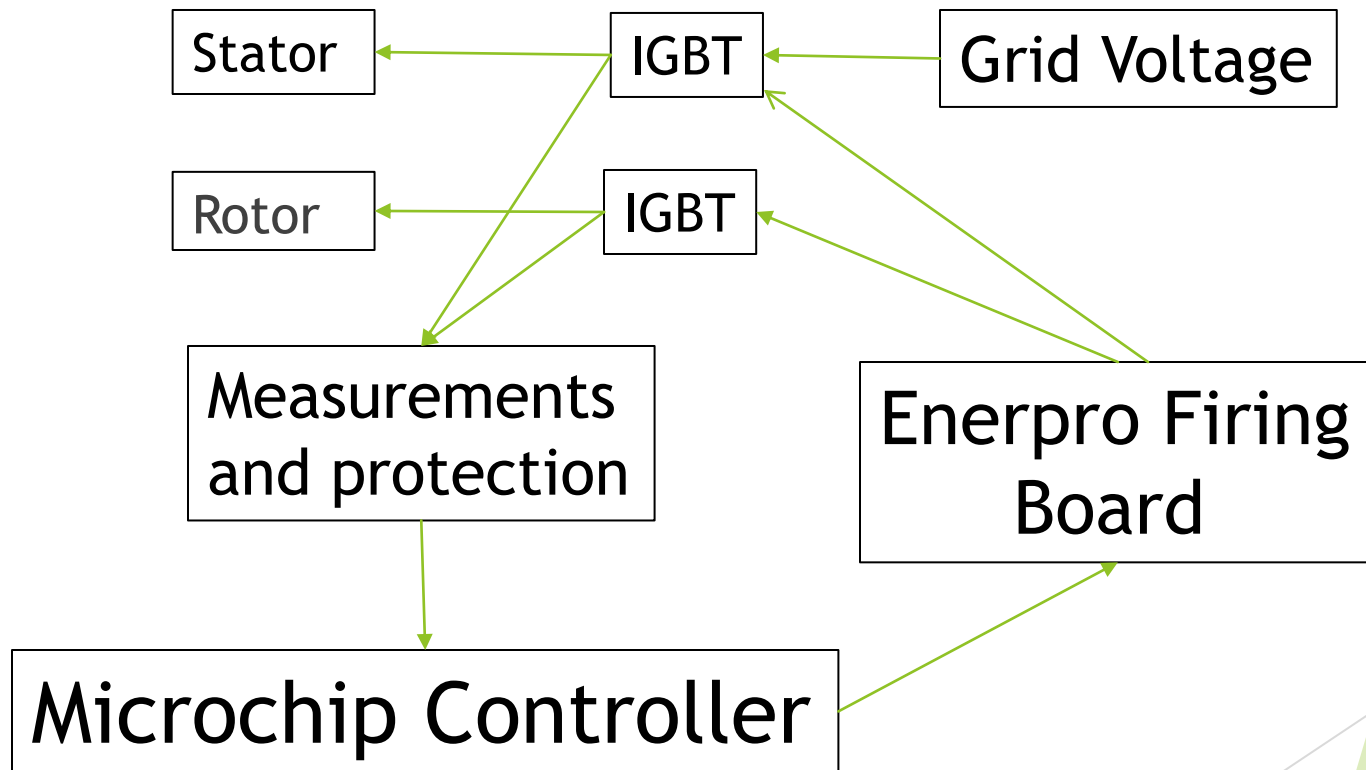 Stator
IGBT
Grid Voltage
Rotor
IGBT
Measurements
and protection
Enerpro Firing
Board
Microchip Controller